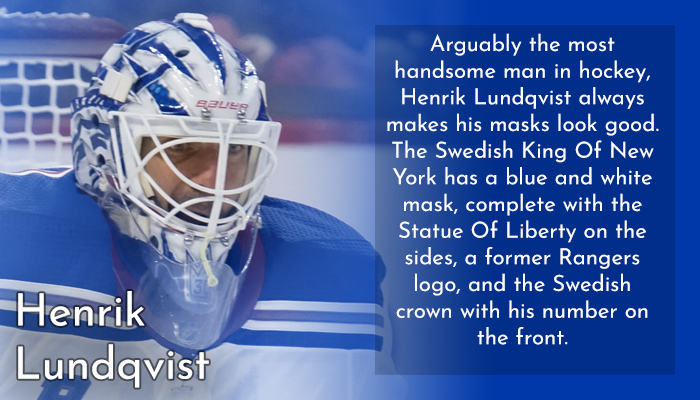 BAUER
Arguably the most
handsome man in hockey,
Henrik Lundqvist always
makes his masks look good.
The Swedish King Of New
York has a blue and white
mask, complete with the
Statue Of Liberty on the
sides, a former Rangers
logo, and the Swedish
crown with his number on
the front.
Henrik
Lundqvist